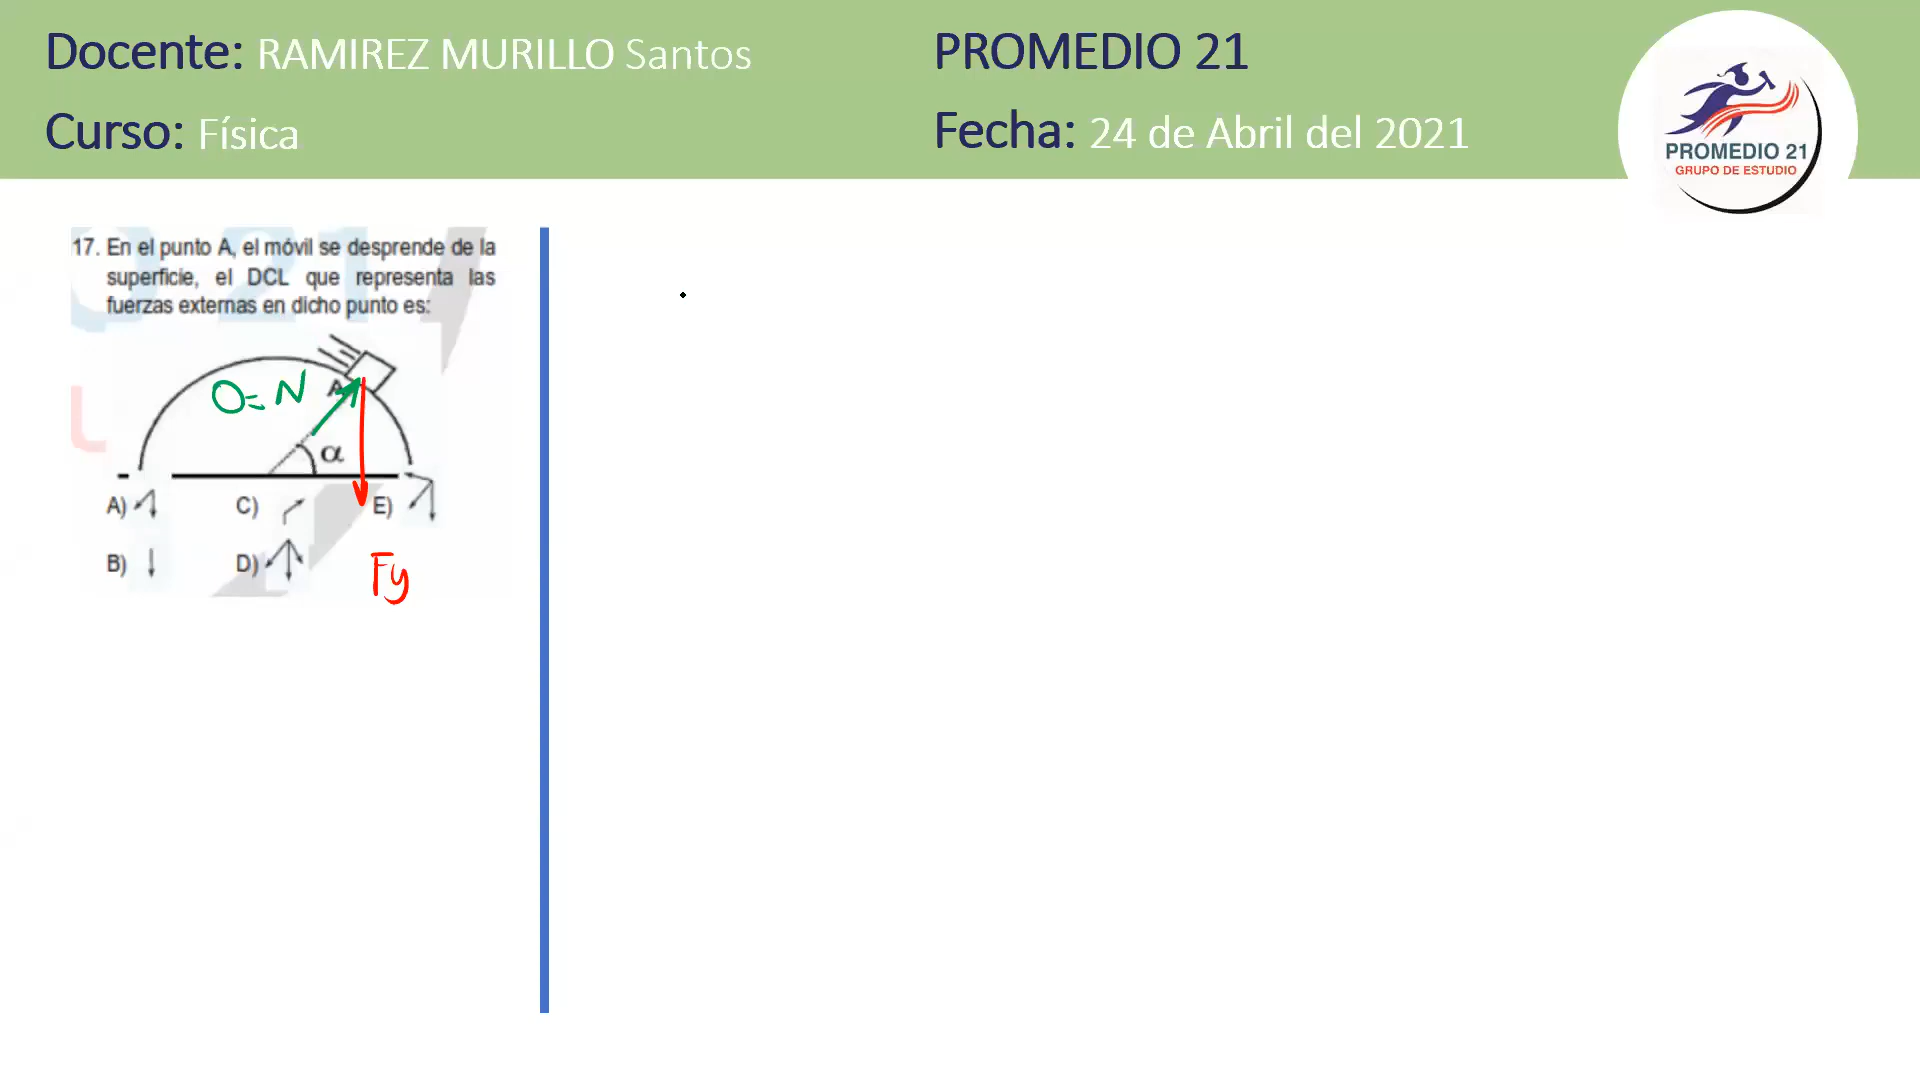 Docente: RAMIREZ MURILLO Santos
PROMEDIO 21
Curso: Física
Fecha: 24 de Abril del 2021
PROMEDIO 21
GRUPO DE ESTUDIO
17. En el punto A, el móvil se desprende de la
superficie, el DCL que representa las
fuerzas externas en dicho punto es:
O=N
A
α
A)
C)
E)
B)
D)
Fy